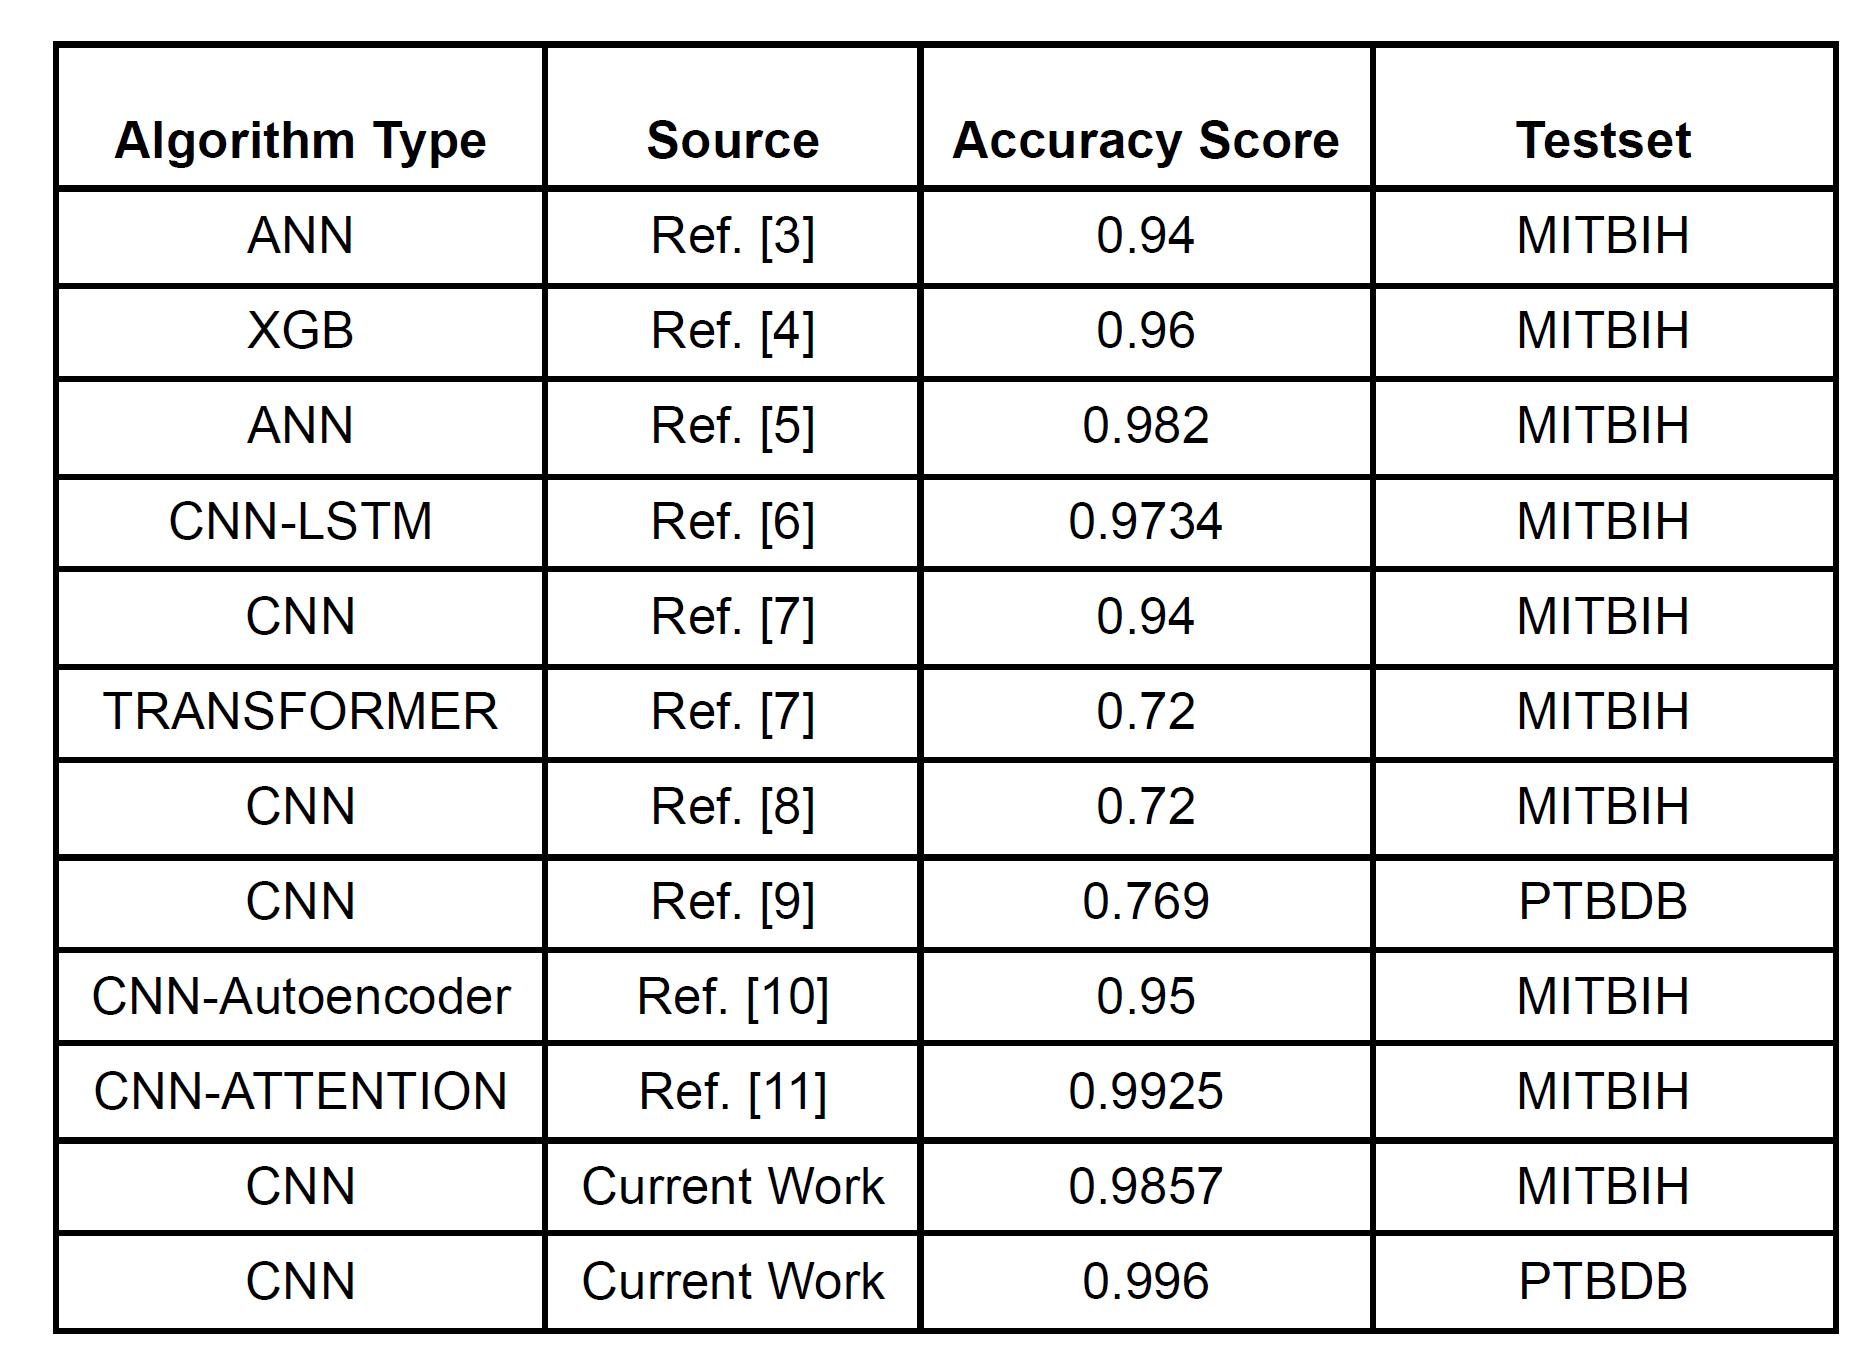 Algorithm Type Source Accuracy Score Testset
ANN Ref. [3] 0.94 MITBIH
XGB Ref. [4] 0.96 MITBIH
ANN Ref. [5] 0.982 MITBIH
CNN-LSTM Ref. [6] 0.9734 MITBIH
CNN Ref. [7] 0.94 MITBIH
TRANSFORMER Ref. [7] 0.72 MITBIH
CNN Ref. [8] 0.72 MITBIH
CNN Ref. [9] 0.769 PTBDB
CNN-Autoencoder Ref. [10] 0.95 MITBIH
CNN-ATTENTION Ref. [11] 0.9925 MITBIH
CNN Current Work 0.9857 MITBIH
CNN Current Work 0.996 PTBDB